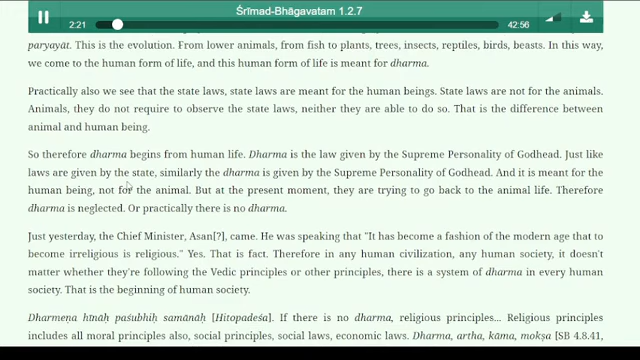 Śrīmad-Bhāgavatam 1.2.7
2:21
42:56
paryayāt. This is the evolution. From lower animals, from fish to plants, trees, insects, reptiles, birds, beasts. In this way,
we come to the human form of life, and this human form of life is meant for dharma.
Practically also we see that the state laws, state laws are meant for the human beings. State laws are not for the animals.
Animals, they do not require to observe the state laws, neither they are able to do so. That is the difference between
animal and human being.
So therefore dharma begins from human life. Dharma is the law given by the Supreme Personality of Godhead. Just like
laws are given by the state, similarly the dharma is given by the Supreme Personality of Godhead. And it is meant for the
human being, not for the animal. But at the present moment, they are trying to go back to the animal life. Therefore
dharma is neglected. Or practically there is no dharma.
Just yesterday, the Chief Minister, Asan[?], came. He was speaking that "It has become a fashion of the modern age that to
become irreligious is religious." Yes. That is fact. Therefore in any human civilization, any human society, it doesn't
matter whether they're following the Vedic principles or other principles, there is a system of dharma in every human
society. That is the beginning of human society.
Dharmeṇa hīnāḥ paśubhiḥ samānāḥ [Hitopadeśa]. If there is no dharma, religious principles... Religious principles
includes all moral principles also, social principles, social laws, economic laws. Dharma, artha, kāma, mokṣa [SB 4.8.41,